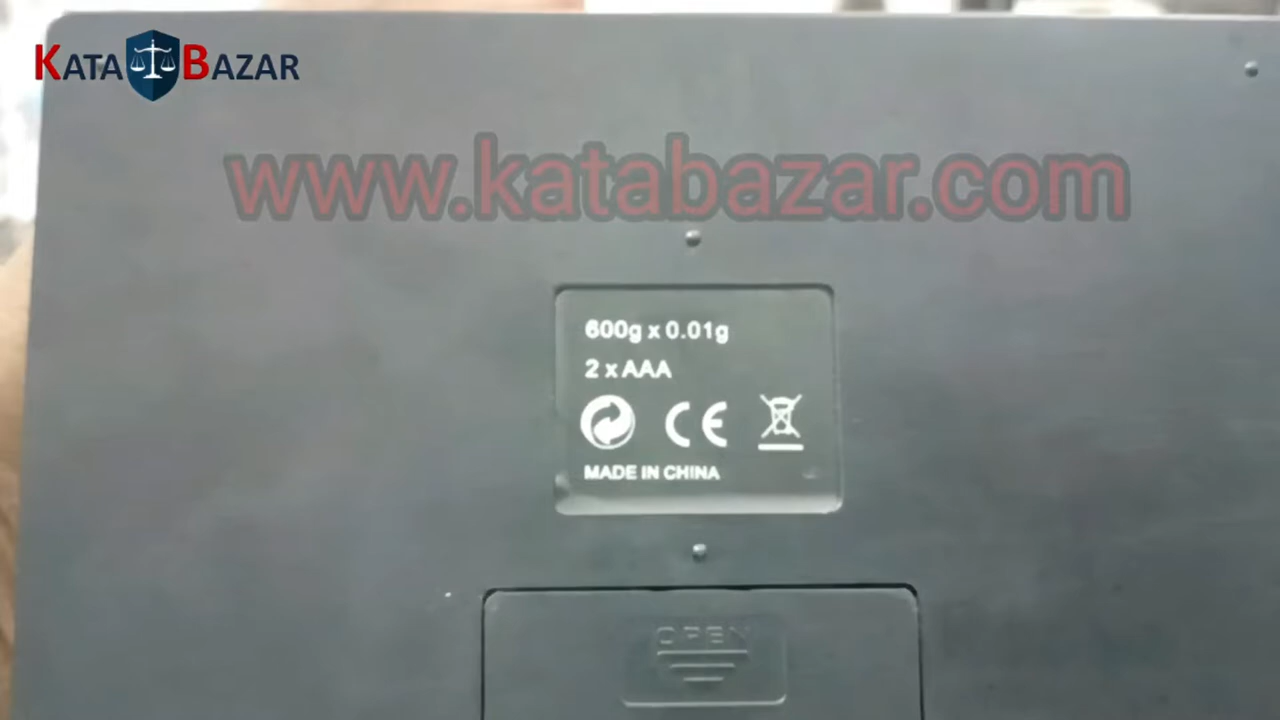 KATA BAZAR
www.katabazar.com
600g x 0.01g
2 x AAA
CE
MADE IN CHINA
OPEN